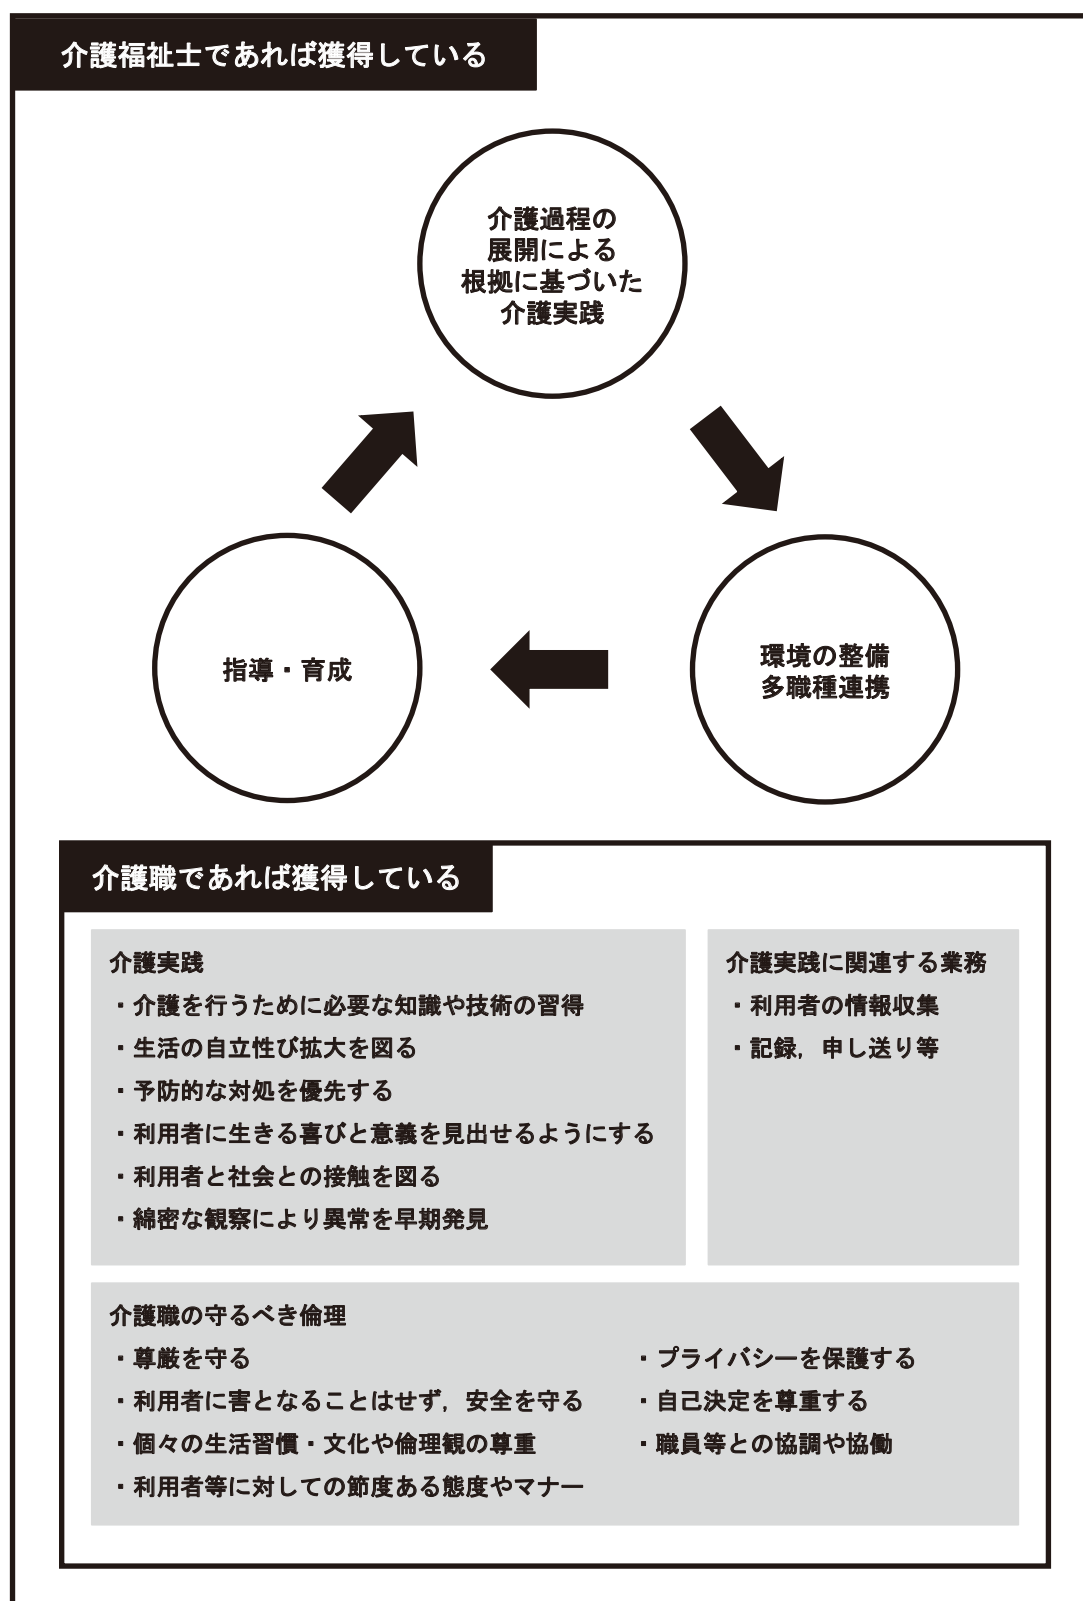 介護福祉士であれば獲得している
介護過程の
展開による
根拠に基づいた
介護実践
指導・育成
環境の整備
多職種連携
介護職であれば獲得している
介護実践
・介護を行うために必要な知識や技術の習得
・生活の自立性び拡大を図る
・予防的な対処を優先する
・利用者に生きる喜びと意義を見出せるようにする
・利用者と社会との接触を図る
・綿密な観察により異常を早期発見
介護実践に関連する業務
・利用者の情報収集
・記録，申し送り等
介護職の守るべき倫理
・尊厳を守る
・利用者に害となることはせず，安全を守る
・個々の生活習慣・文化や倫理観の尊重
・利用者等に対しての節度ある態度やマナー
・プライバシーを保護する
・自己決定を尊重する
・職員等との協調や協働